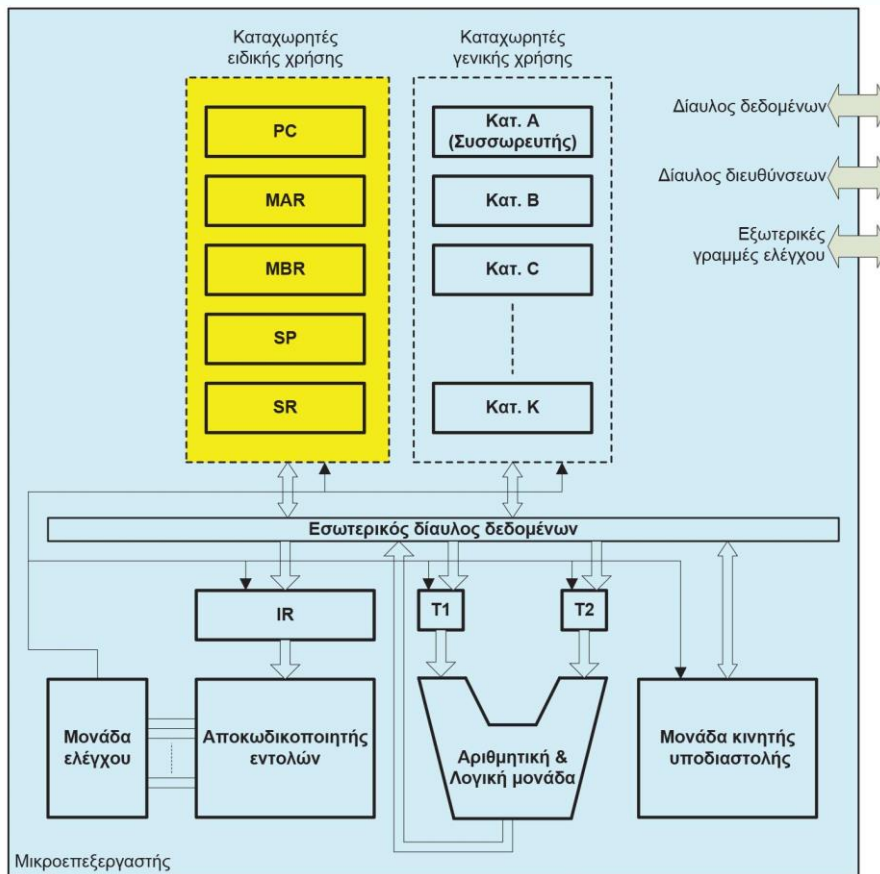 Καταχωρητές
ειδικής χρήσης
PC
MAR
MBR
SP
SR
Καταχωρητές
γενικής χρήσης
Κατ. A
(Συσσωρευτής)
Κατ. B
Κατ. C
Κατ. K
Δίαυλος δεδομένων
Δίαυλος διευθύνσεων
Εξωτερικές
γραμμές ελέγχου
Εσωτερικός δίαυλος δεδομένων
IR
T1
T2
Μονάδα
ελέγχου
Αποκωδικοποιητής
εντολών
Αριθμητική &
Λογική μονάδα
Μονάδα κινητής
υποδιαστολής
Μικροεπεξεργαστής